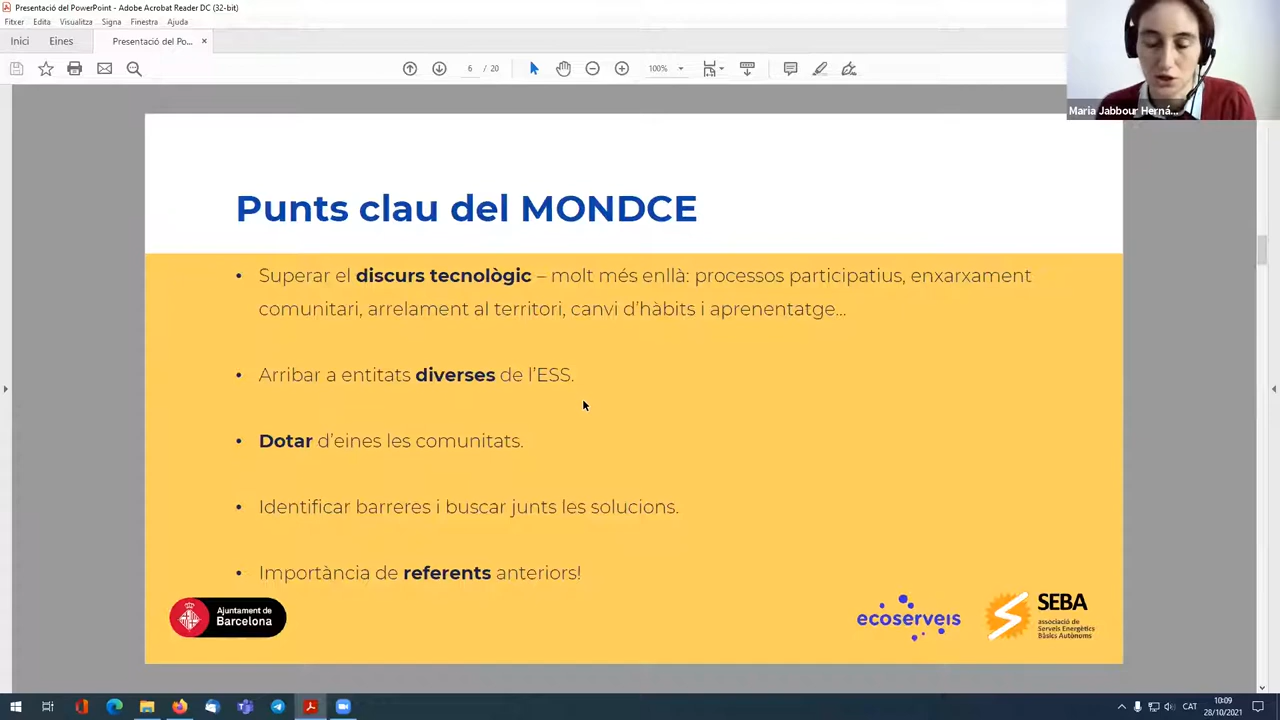 Presentació del PowerPoint - Adobe Acrobat Reader DC (32-bit)
Fitxer Edita Visualitza Signa Finestra Ajuda
Inici Eines Presentació del Po... ×
6 / 20 100%
Maria Jabbour Herná...
Punts clau del MONDCE
• Superar el discurs tecnològic – molt més enllà: processos participatius, enxarxament
comunitari, arrelament al territori, canvi d'hàbits i aprenentatge...
• Arribar a entitats diverses de l'ESS.
• Dotar d'eines les comunitats.
• Identificar barreres i buscar junts les solucions.
• Importància de referents anteriors!
Ajuntament de
Barcelona
ecoserveis
SEBA
associació de
Serveis Energètics
Bàsics Autònoms
CAT
10:09
28/10/2021